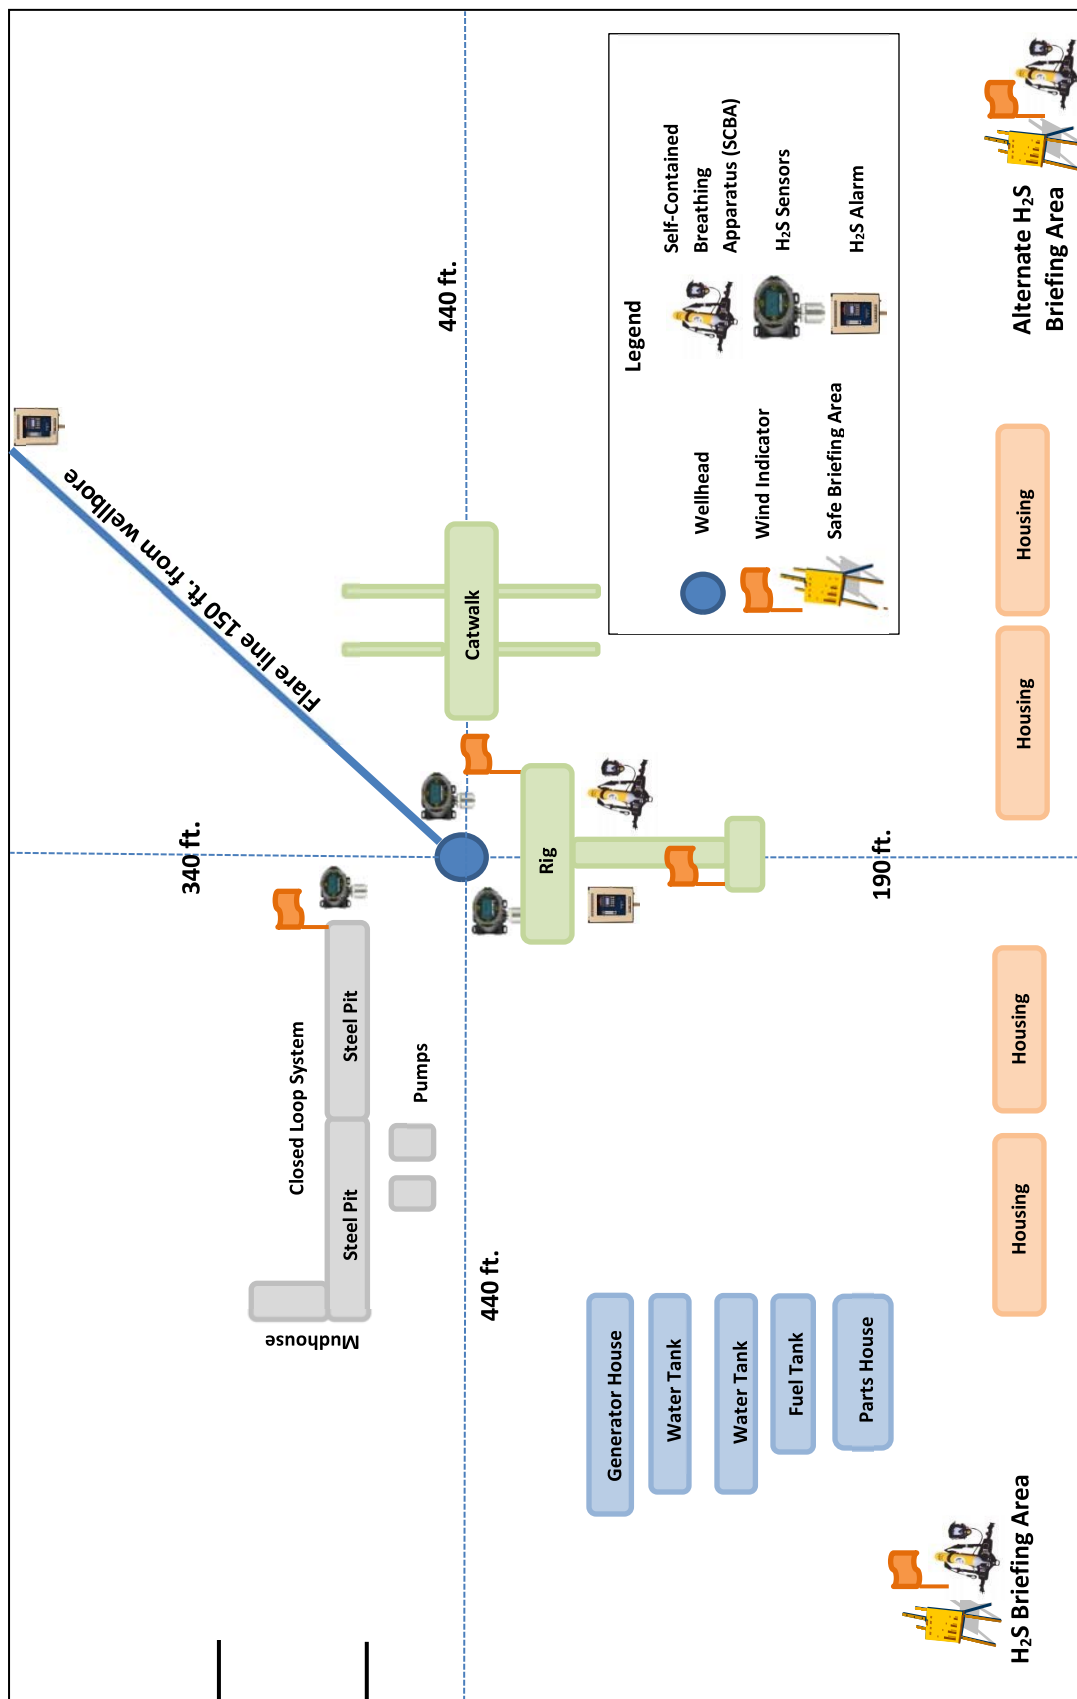 Flare line 150 ft. from wellbore
340 ft.
440 ft.
Closed Loop System
Mudhouse
Steel Pit
Steel Pit
Pumps
Catwalk
Rig
440 ft.
190 ft.
Generator House
Water Tank
Water Tank
Fuel Tank
Parts House
Legend
Wellhead
Wind Indicator
Safe Briefing Area
Self-Contained
Breathing
Apparatus (SCBA)
H₂S Sensors
H₂S Alarm
Housing
Housing
Housing
Housing
H₂S Briefing Area
Alternate H₂S
Briefing Area